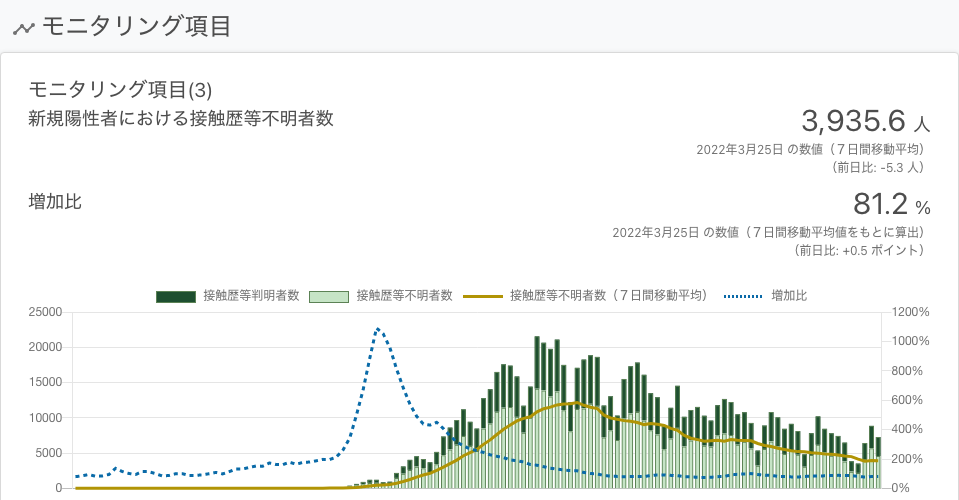 モニタリング項目
モニタリング項目(3)
新規陽性者における接触歴等不明者数
3,935.6 人
2022年3月25日 の数値（７日間移動平均）
（前日比: -5.3 人）
増加比
81.2 %
2022年3月25日 の数値（７日間移動平均値をもとに算出）
（前日比: +0.5 ポイント）
接触歴等判明者数 接触歴等不明者数 接触歴等不明者数（７日間移動平均） 増加比
25000 1200%
20000 1000%
15000 800%
10000 600%
5000 400%
0 200%
0%